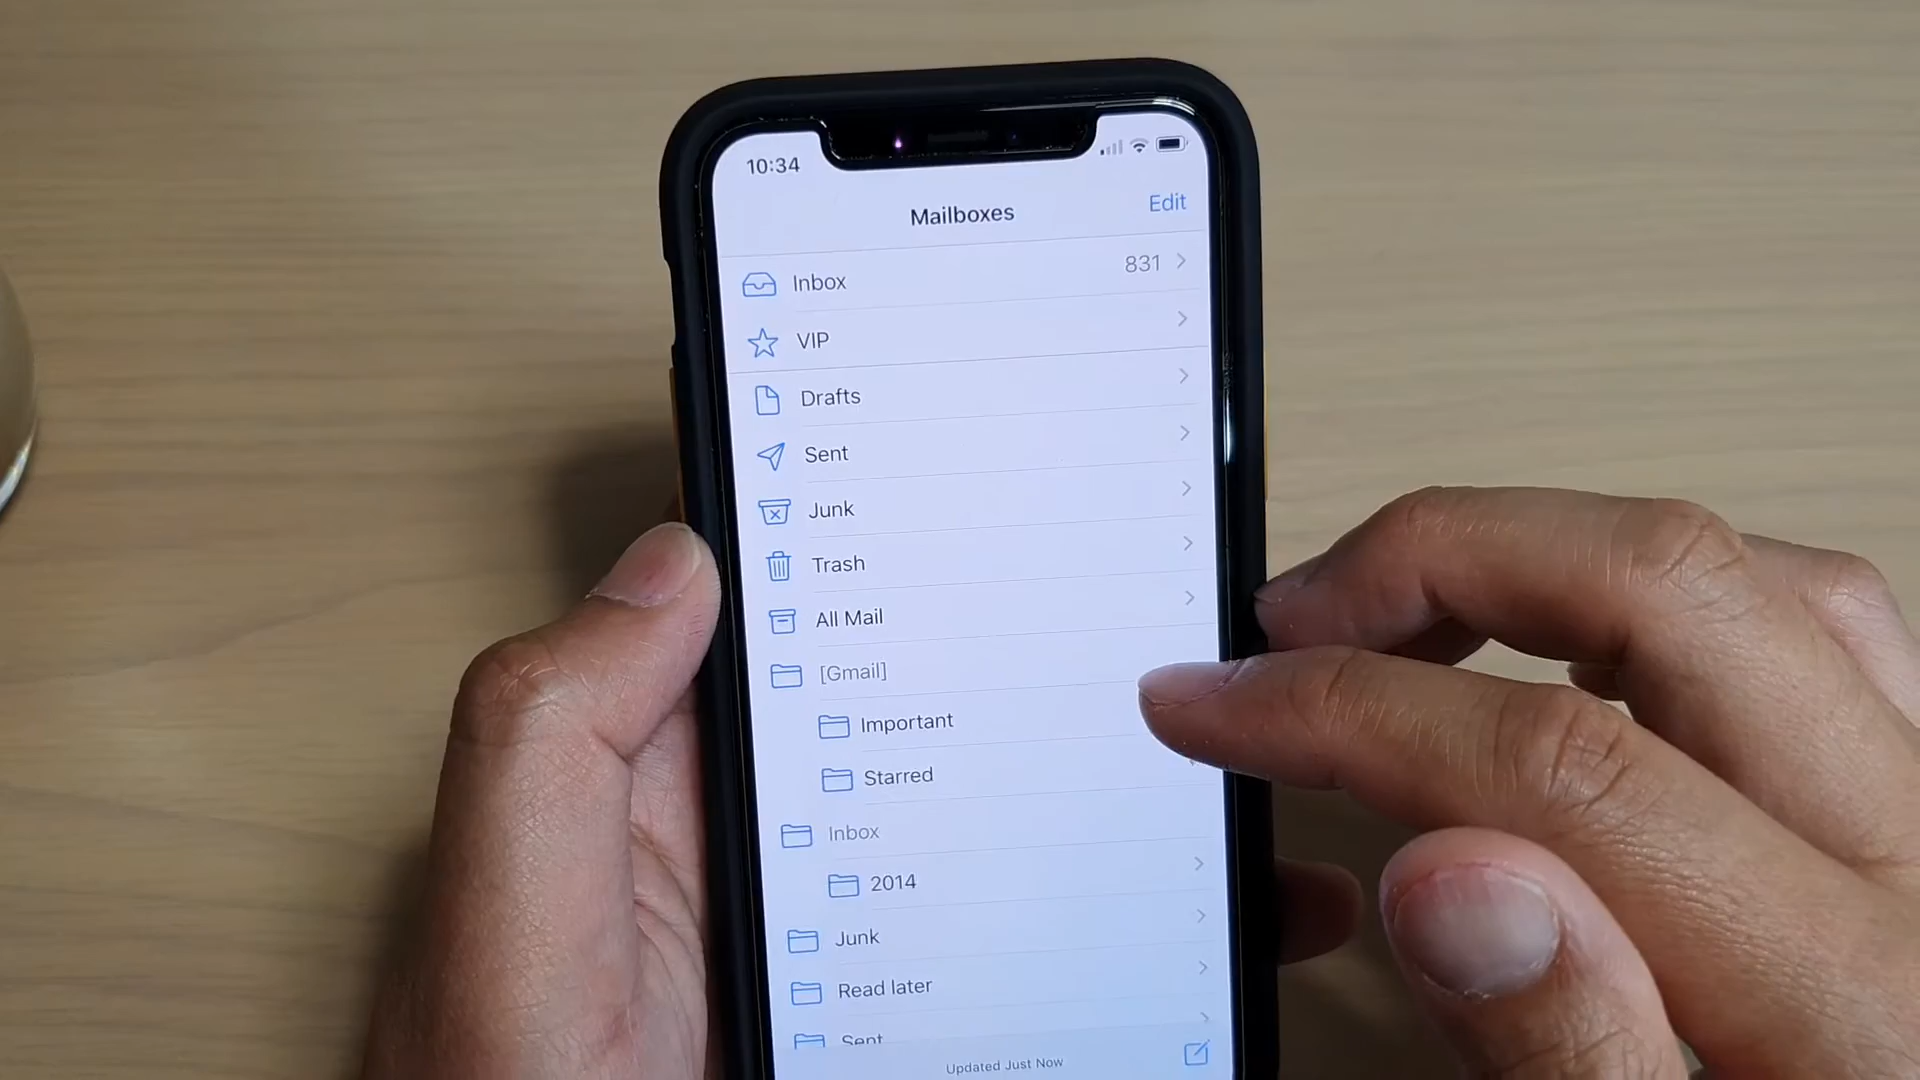 10:34
Mailboxes
Edit
Inbox
831
VIP
Drafts
Sent
Junk
Trash
All Mail
[Gmail]
Important
Starred
Inbox
2014
Junk
Read later
Sent
Updated Just Now